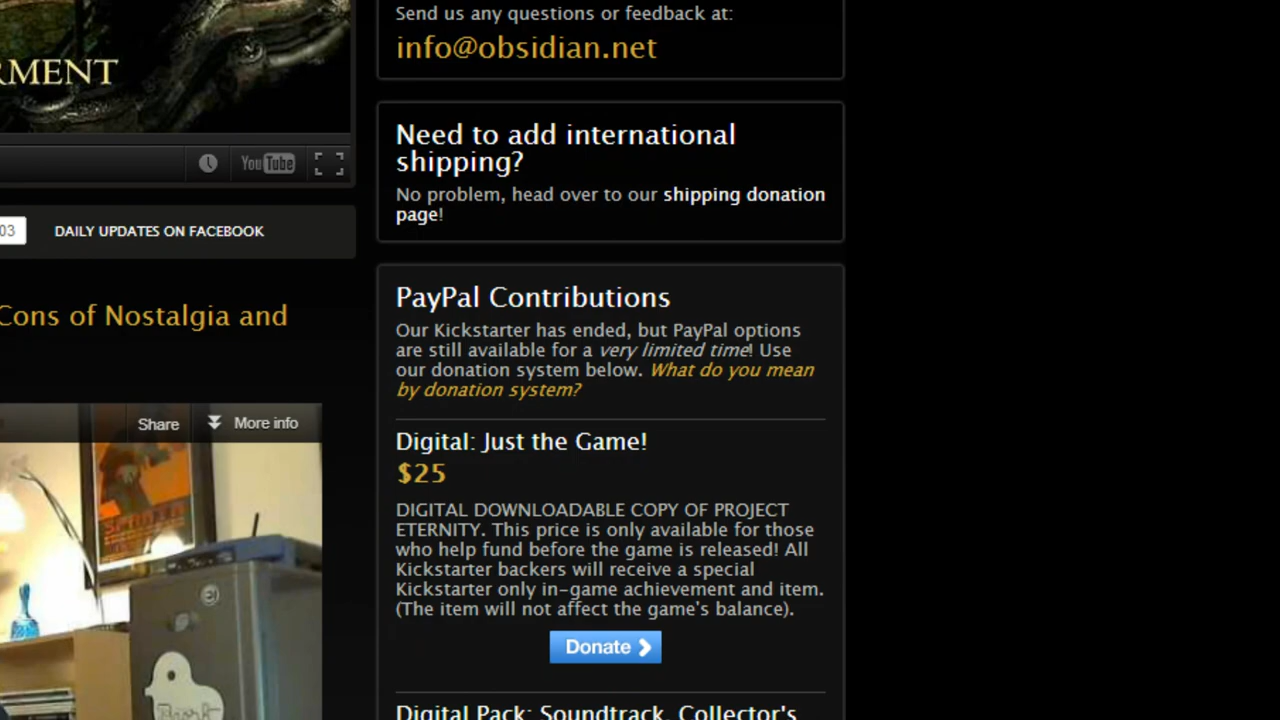 RMENT
YouTube
03
DAILY UPDATES ON FACEBOOK
Cons of Nostalgia and
Share
More info
Send us any questions or feedback at:
info@obsidian.net
Need to add international
shipping?
No problem, head over to our shipping donation
page!
PayPal Contributions
Our Kickstarter has ended, but PayPal options
are still available for a very limited time! Use
our donation system below. What do you mean
by donation system?
Digital: Just the Game!
$25
DIGITAL DOWNLOADABLE COPY OF PROJECT
ETERNITY. This price is only available for those
who help fund before the game is released! All
Kickstarter backers will receive a special
Kickstarter only in-game achievement and item.
(The item will not affect the game's balance).
Donate
Digital Pack: Soundtrack, Collector's